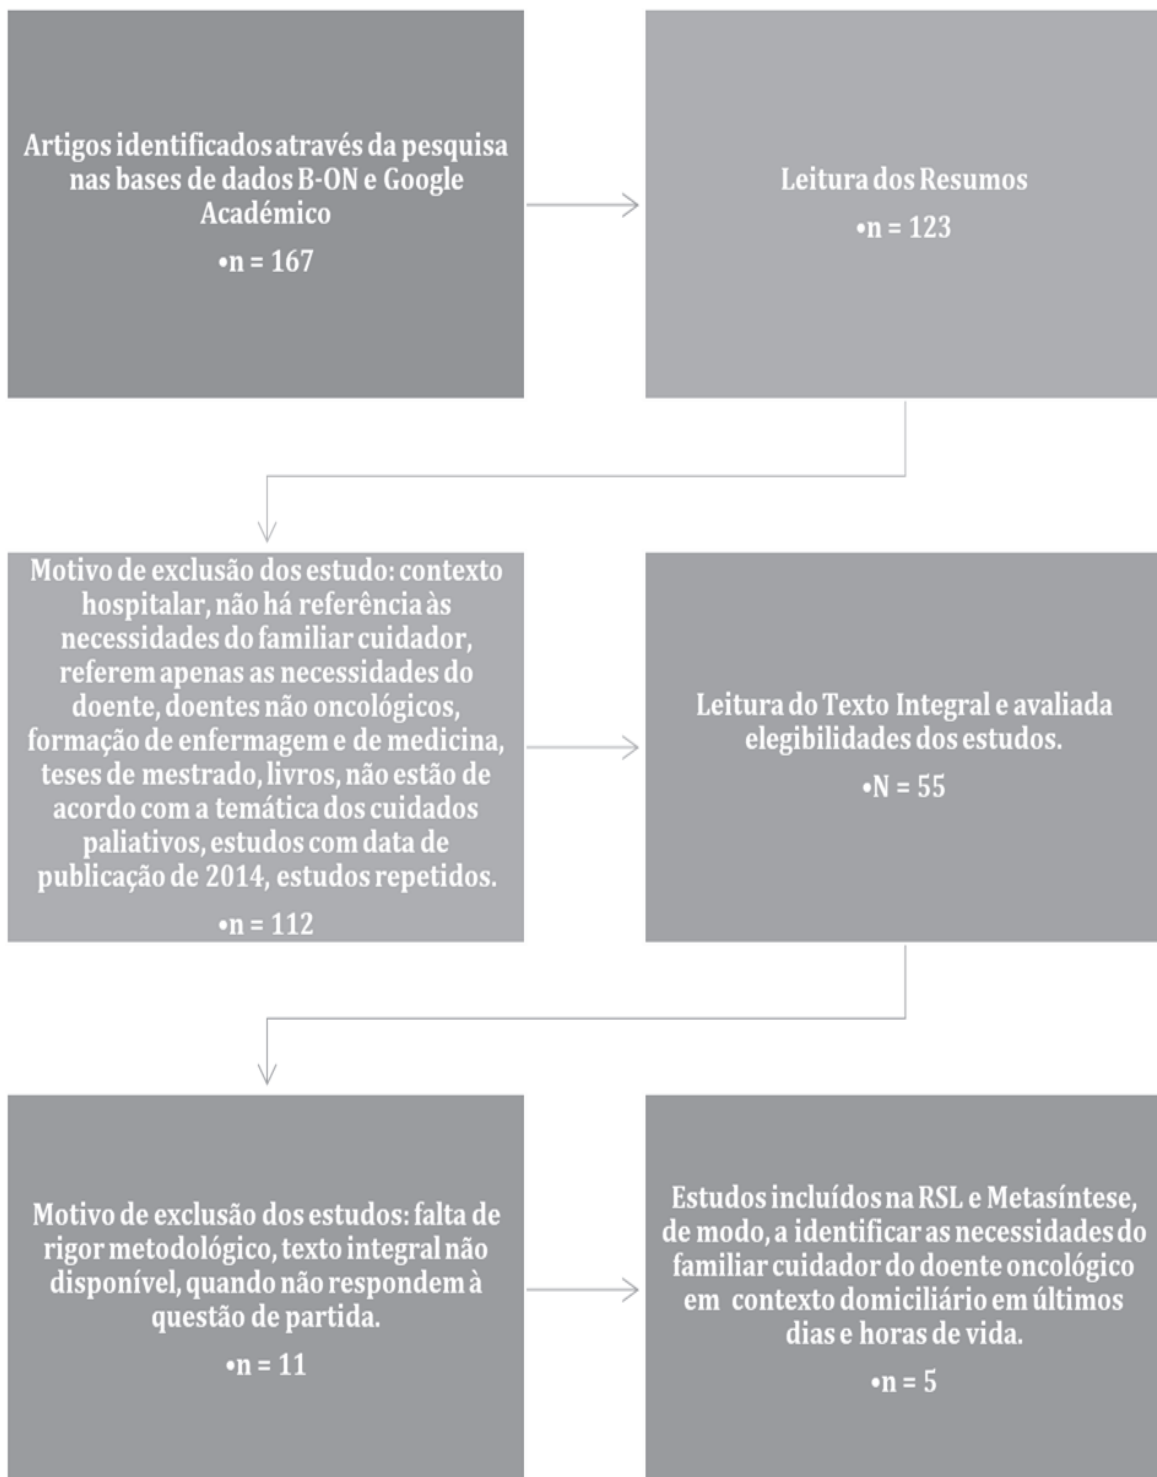 Artigos identificados através da pesquisa
nas bases de dados B-ON e Google
Académico
•n = 167
Leitura dos Resumos
•n = 123
Motivo de exclusão dos estudo: contexto
hospitalar, não há referência às
necessidades do familiar cuidador,
referem apenas as necessidades do
doente, doentes não oncológicos,
formação de enfermagem e de medicina,
teses de mestrado, livros, não estão de
acordo com a temática dos cuidados
paliativos, estudos com data de
publicação de 2014, estudos repetidos.
•n = 112
Leitura do Texto Integral e avaliada
elegibilidades dos estudos.
•N = 55
Motivo de exclusão dos estudos: falta de
rigor metodológico, texto integral não
disponível, quando não respondem à
questão de partida.
•n = 11
Estudos incluídos na RSL e Metasíntese,
de modo, a identificar as necessidades do
familiar cuidador do doente oncológico
em contexto domiciliário em últimos
dias e horas de vida.
•n = 5